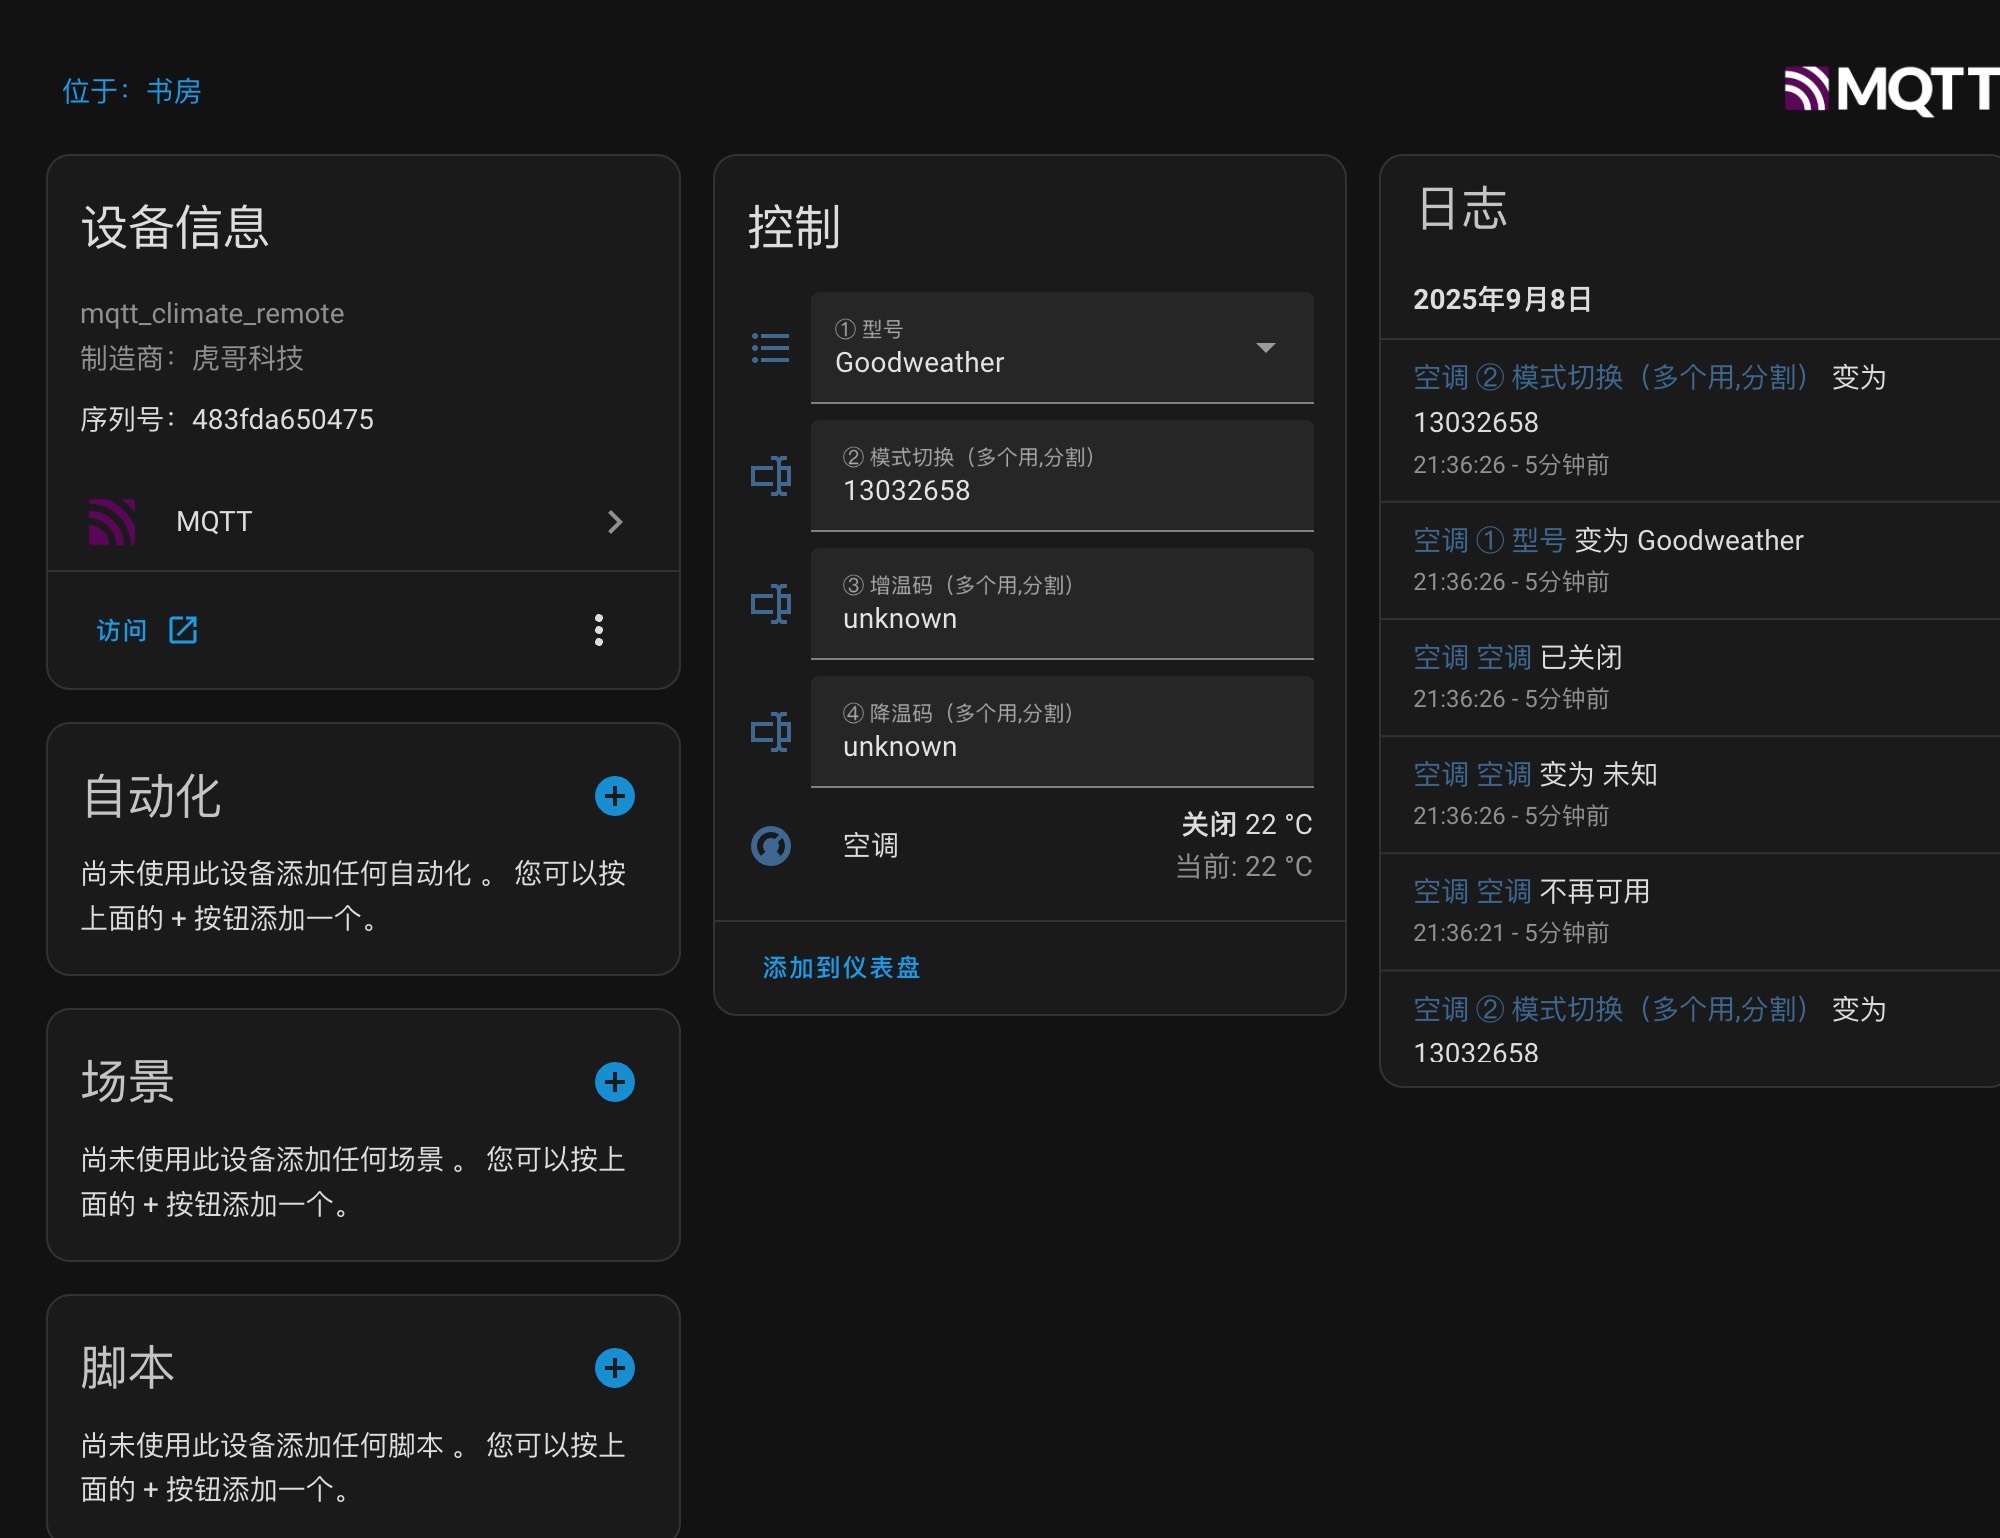 位于：书房
MQTT
设备信息
mqtt_climate_remote
制造商：虎哥科技
序列号：483fda650475
MQTT
访问
自动化
尚未使用此设备添加任何自动化 。 您可以按
上面的 + 按钮添加一个。
场景
尚未使用此设备添加任何场景 。 您可以按上
面的 + 按钮添加一个。
脚本
尚未使用此设备添加任何脚本 。 您可以按上
面的 + 按钮添加一个。
控制
① 型号
Goodweather
② 模式切换（多个用,分割）
13032658
③ 增温码（多个用,分割）
unknown
④ 降温码（多个用,分割）
unknown
空调
关闭 22 °C
当前: 22 °C
添加到仪表盘
日志
2025年9月8日
空调 ② 模式切换（多个用,分割） 变为
13032658
21:36:26 - 5分钟前
空调 ① 型号 变为 Goodweather
21:36:26 - 5分钟前
空调 空调 已关闭
21:36:26 - 5分钟前
空调 空调 变为 未知
21:36:26 - 5分钟前
空调 空调 不再可用
21:36:21 - 5分钟前
空调 ② 模式切换（多个用,分割） 变为
13032658